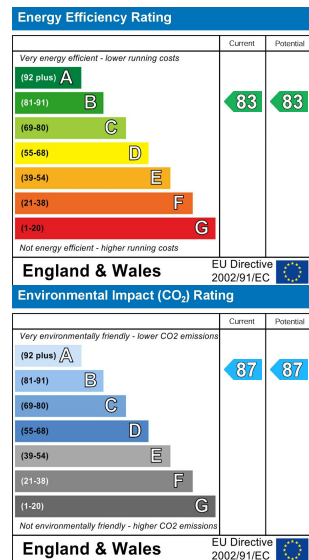 Energy Efficiency Rating
Current Potential
Very energy efficient - lower running costs
(92 plus) A
(81-91) B
83 83
(69-80) C
(55-68) D
(39-54) E
(21-38) F
(1-20) G
Not energy efficient - higher running costs
England & Wales
EU Directive
2002/91/EC
Environmental Impact (CO₂) Rating
Current Potential
Very environmentally friendly - lower CO2 emissions
(92 plus) A
(81-91) B
87 87
(69-80) C
(55-68) D
(39-54) E
(21-38) F
(1-20) G
Not environmentally friendly - higher CO2 emissions
England & Wales
EU Directive
2002/91/EC